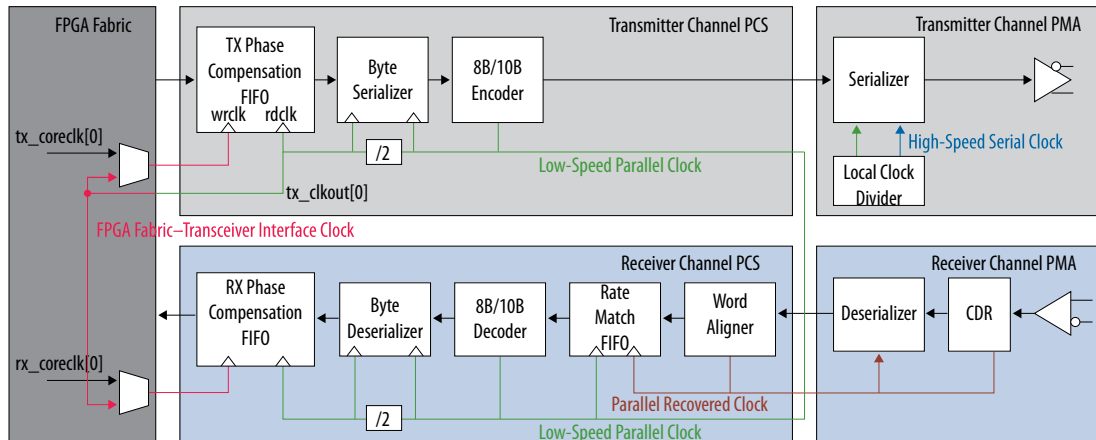 FPGA Fabric
Transmitter Channel PCS
Transmitter Channel PMA
TX Phase
Compensation
FIFO
wrclk
rdclk
Byte
Serializer
8B/10B
Encoder
Serializer
tx_coreclk[0]
/2
High-Speed Serial Clock
Low-Speed Parallel Clock
Local Clock
Divider
tx_clkout[0]
FPGA Fabric–Transceiver Interface Clock
Receiver Channel PCS
Receiver Channel PMA
RX Phase
Compensation
FIFO
Byte
Deserializer
8B/10B
Decoder
Rate
Match
FIFO
Word
Aligner
Deserializer
CDR
rx_coreclk[0]
/2
Parallel Recovered Clock
Low-Speed Parallel Clock